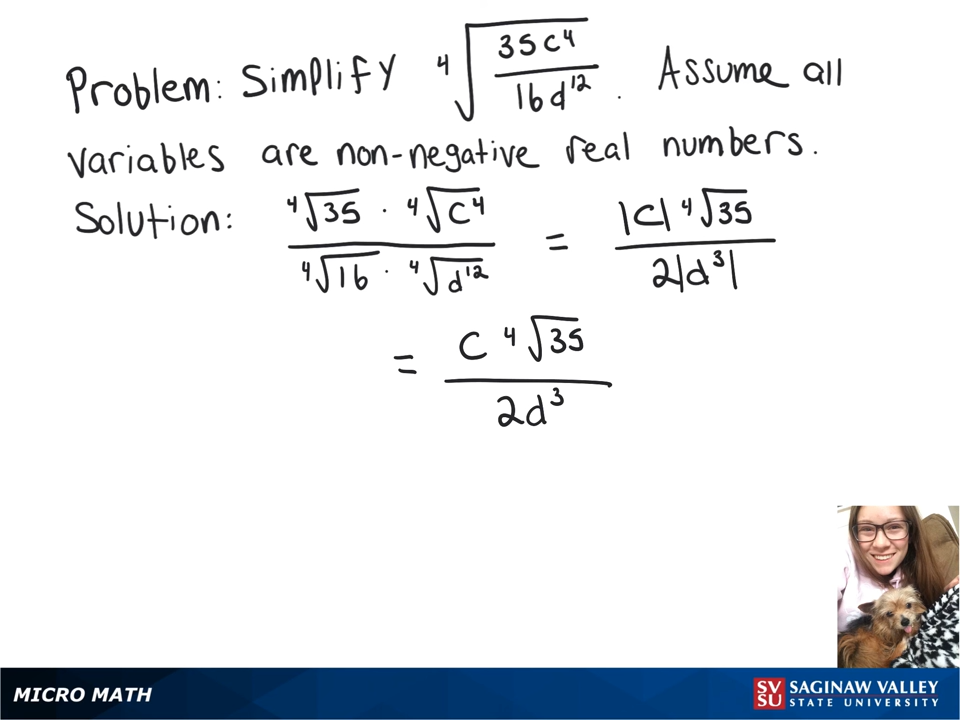 Problem: Simplify ⁴√(35c⁴/16d¹²). Assume all
variables are non-negative real numbers.
Solution: (⁴√35 · ⁴√c⁴)/(⁴√16 · ⁴√d¹²) = (|c| ⁴√35)/(2|d³|)
= (c ⁴√35)/(2d³)
MICRO MATH
SV SU SAGINAW VALLEY
STATE UNIVERSITY